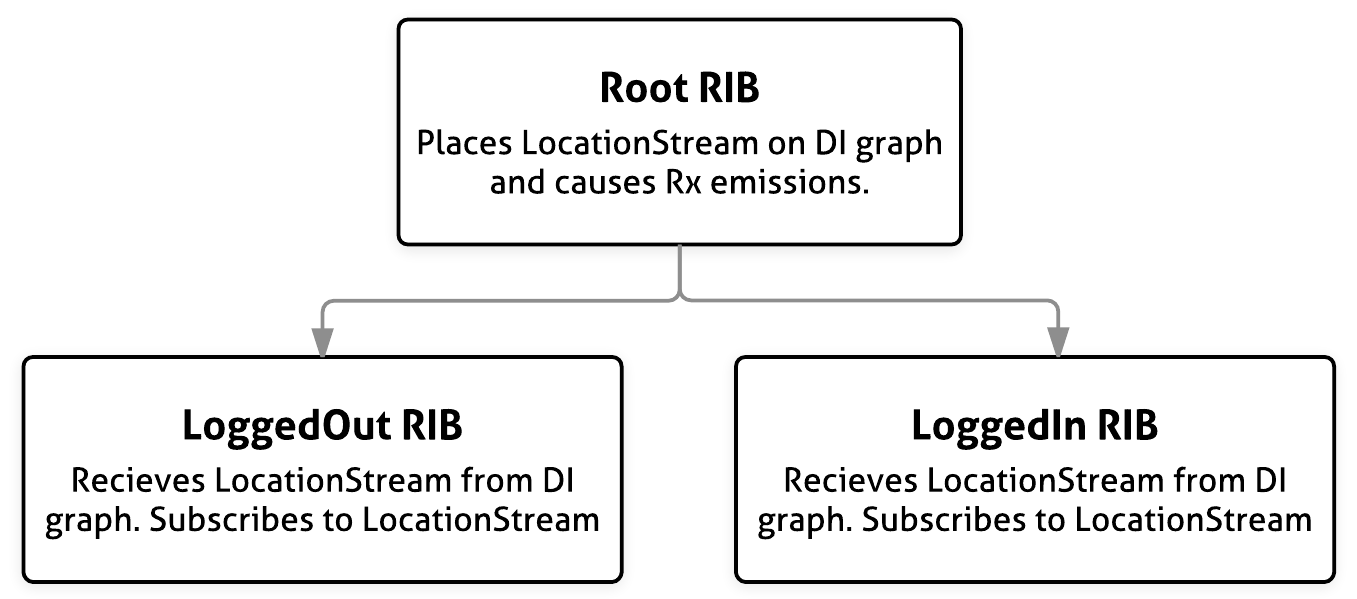 Root RIB
Places LocationStream on DI graph
and causes Rx emissions.
LoggedOut RIB
Recieves LocationStream from DI
graph. Subscribes to LocationStream
LoggedIn RIB
Recieves LocationStream from DI
graph. Subscribes to LocationStream